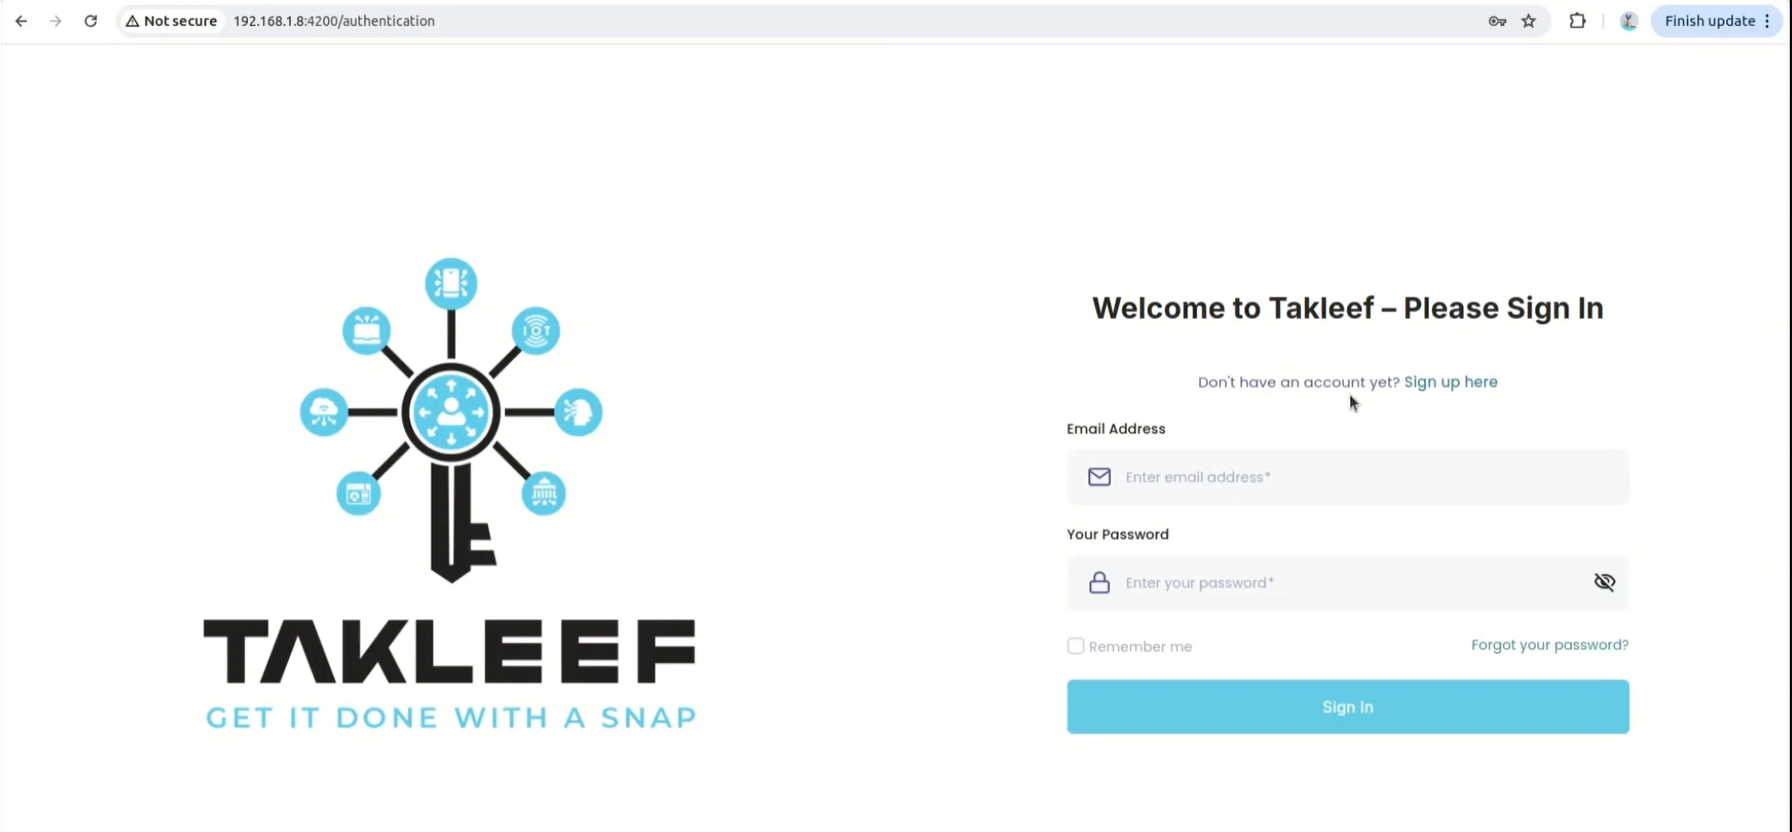 Not secure
192.168.1.8:4200/authentication
Finish update
IOT
TAKLEEF
GET IT DONE WITH A SNAP
Welcome to Takleef – Please Sign In
Don't have an account yet? Sign up here
Email Address
Enter email address*
Your Password
Enter your password*
Remember me
Forgot your password?
Sign In